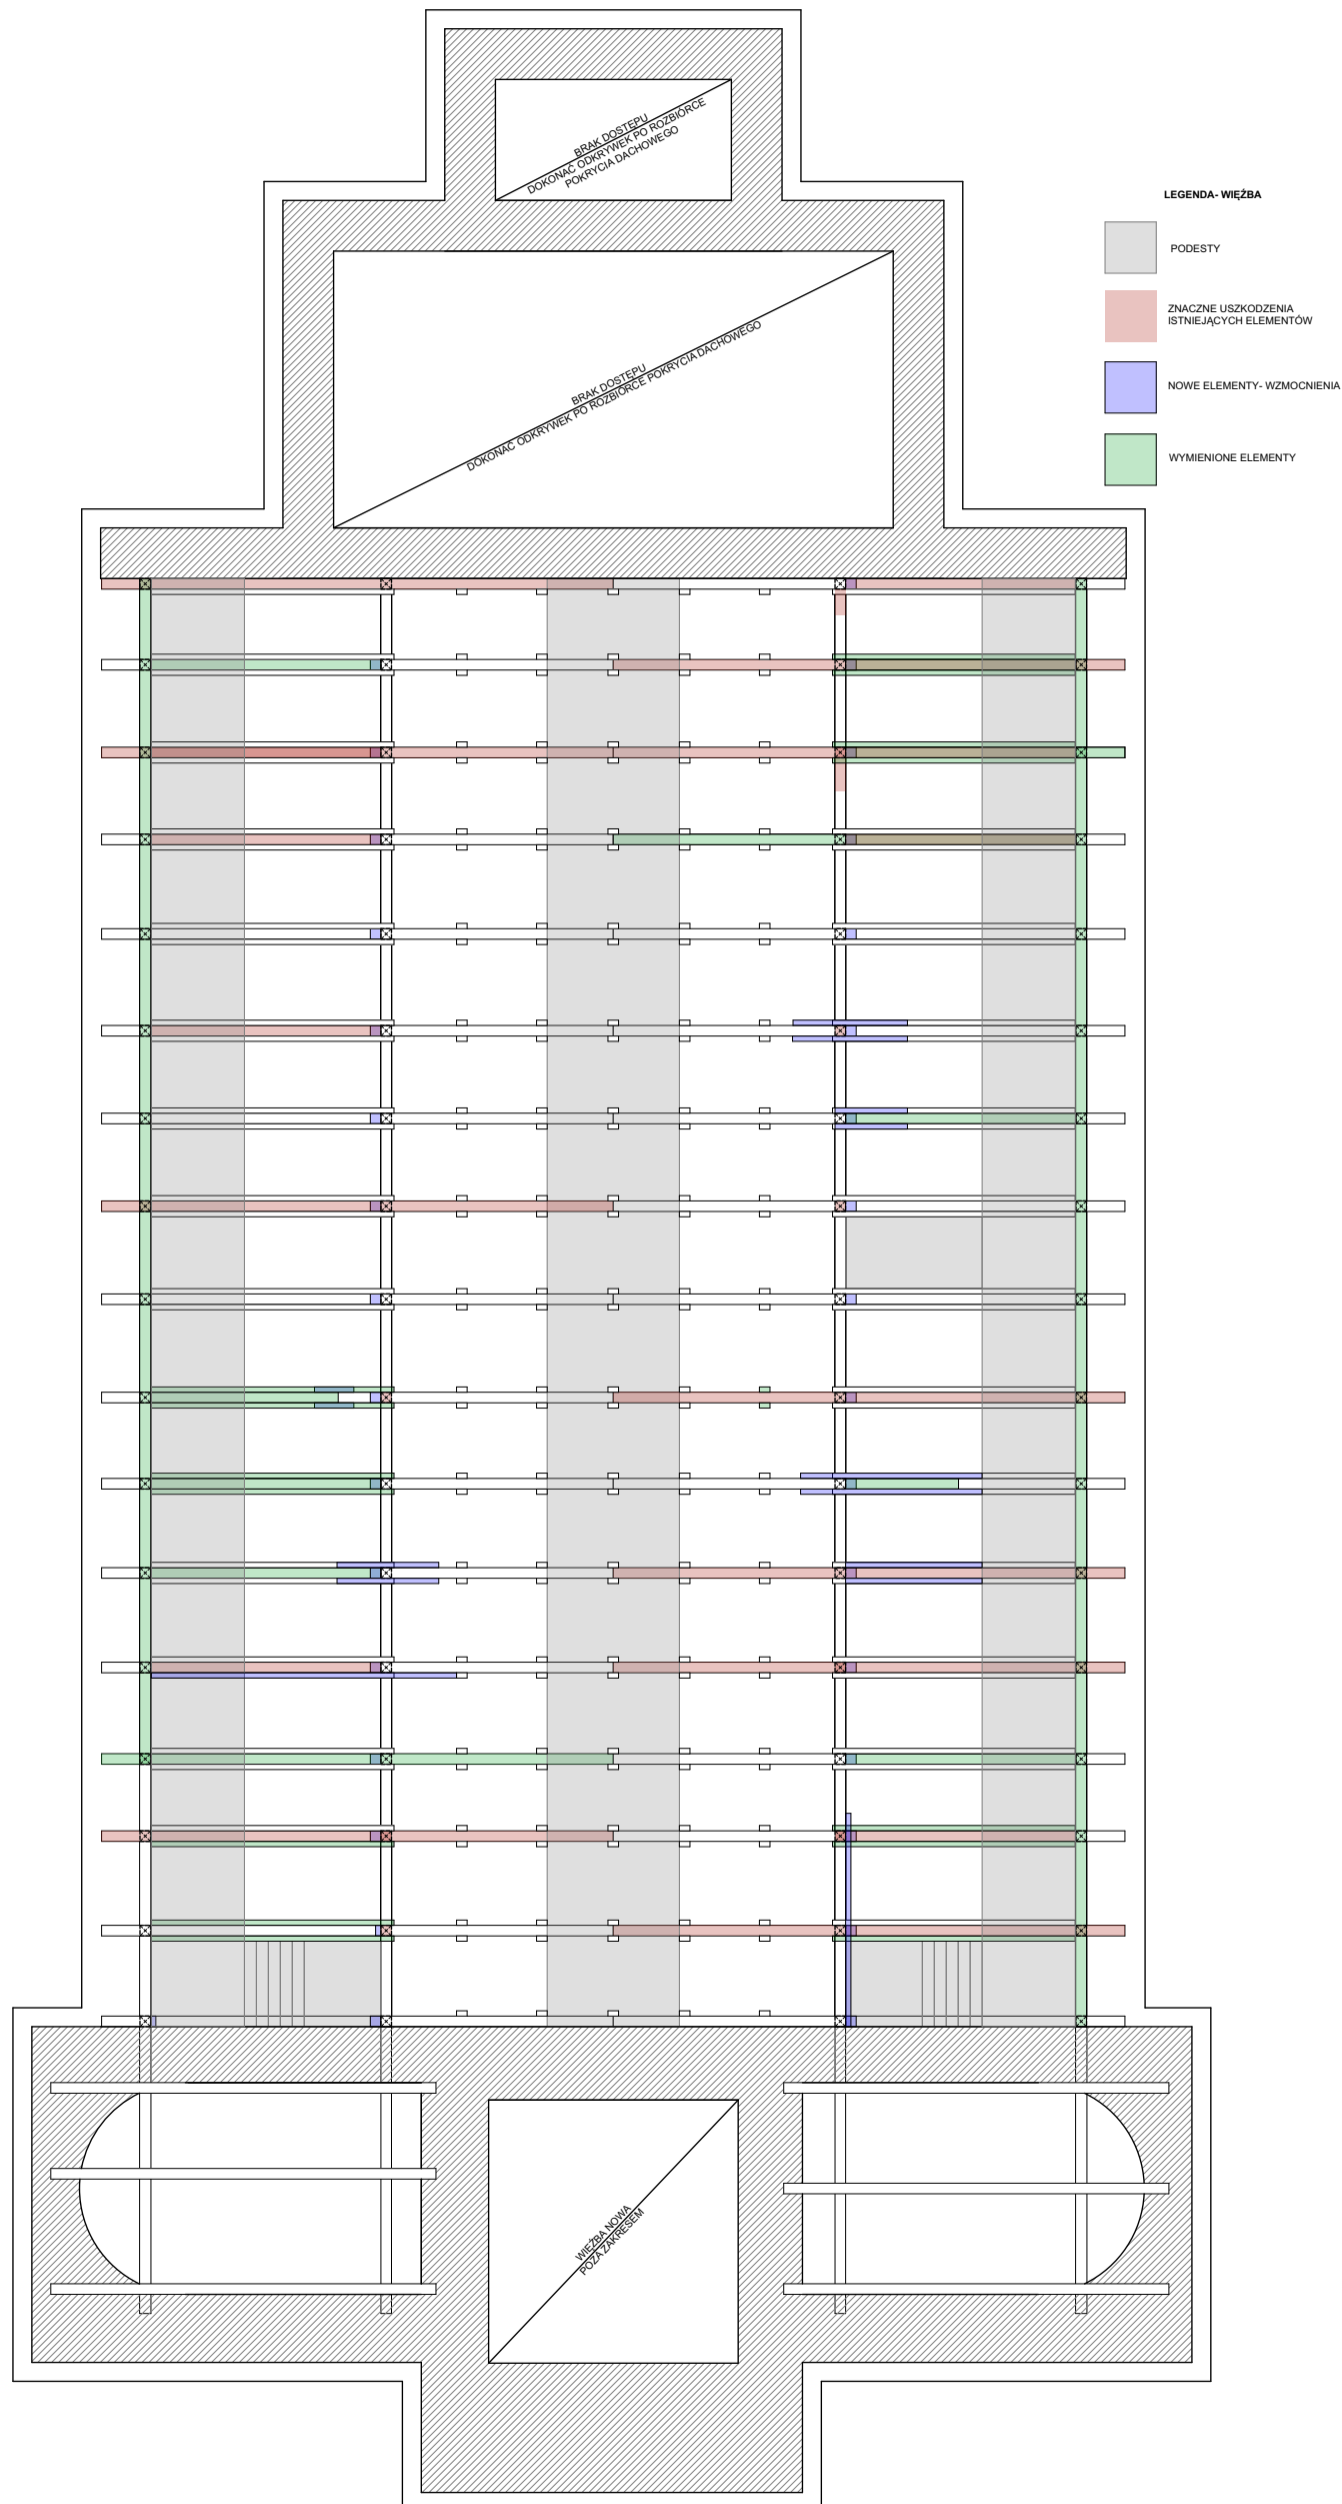 BRAK DOSTĘPU
DOKONAĆ ODKRYWEK PO ROZBIÓRCE
POKRYCIA DACHOWEGO
LEGENDA- WIĘŹBA
PODESTY
ZNACZNE USZKODZENIA
ISTNIEJĄCYCH ELEMENTÓW
NOWE ELEMENTY- WZMOCNIENIA
WYMIENIONE ELEMENTY
BRAK DOSTĘPU
DOKONAĆ ODKRYWEK PO ROZBIÓRCE POKRYCIA DACHOWEGO
WIĘŹBA NOWA
POZA ZAKRESEM